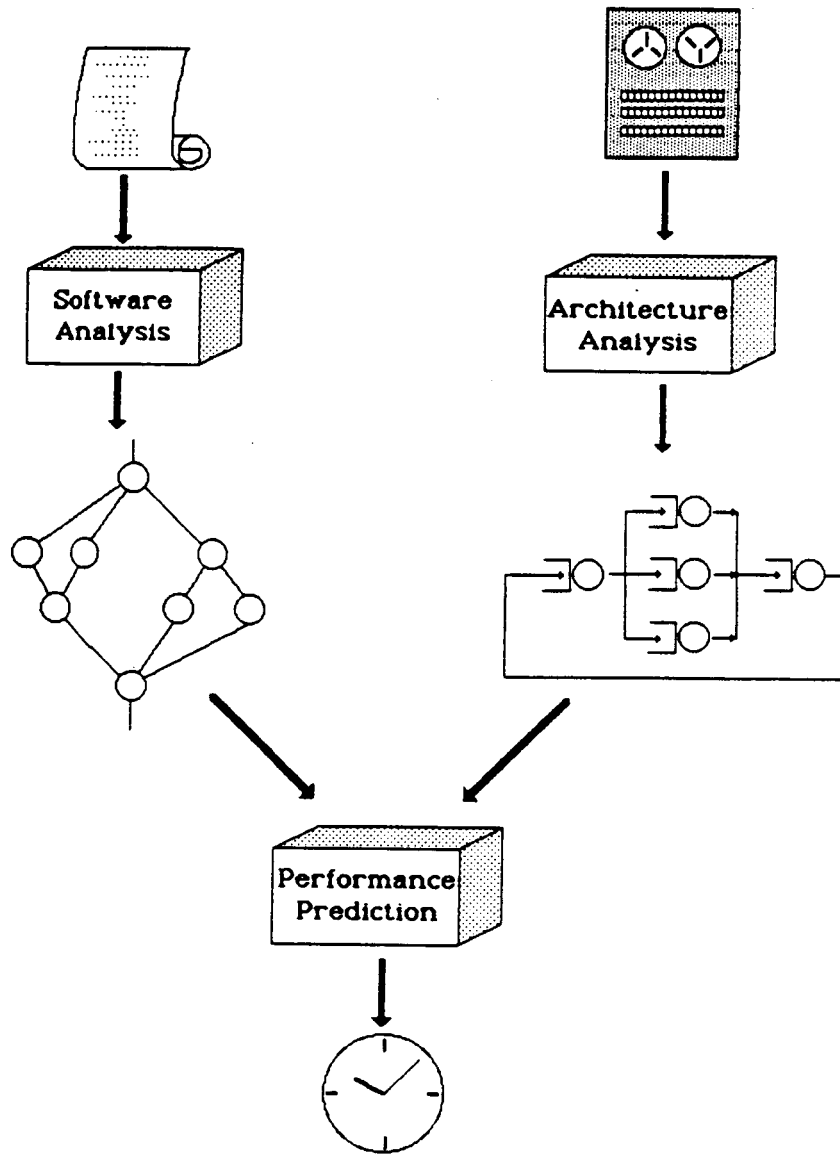 Software
Analysis
Architecture
Analysis
Performance
Prediction